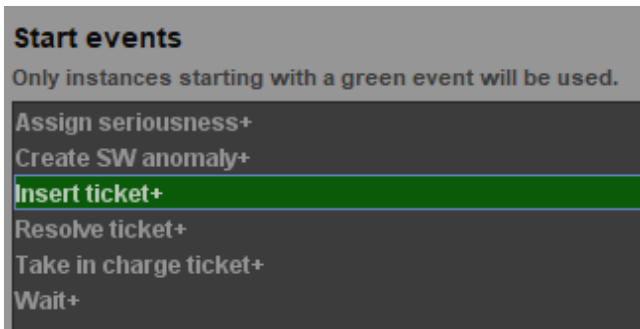 Start events
Only instances starting with a green event will be used.
Assign seriousness+
Create SW anomaly+
Insert ticket+
Resolve ticket+
Take in charge ticket+
Wait+